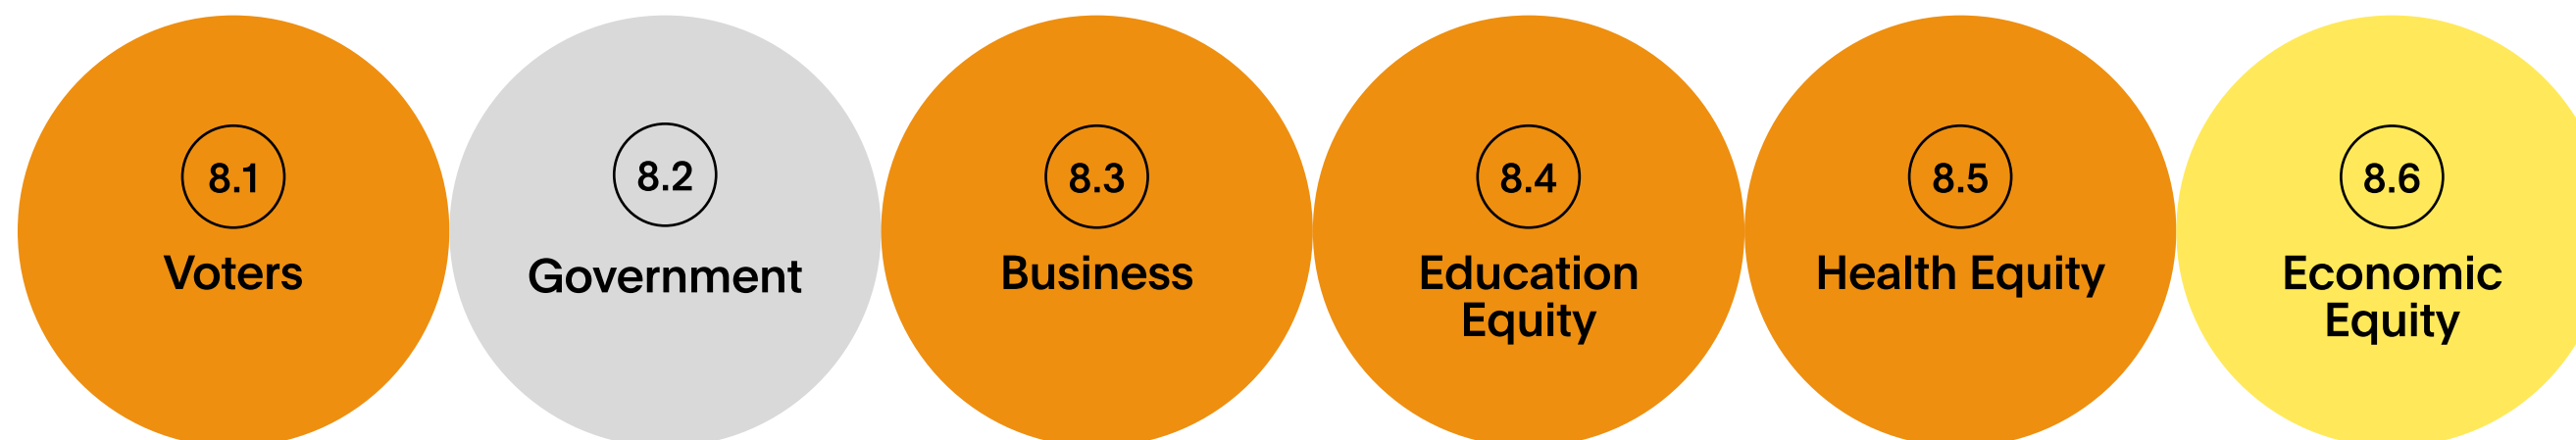 8.1
Voters
8.2
Government
8.3
Business
8.4
Education
Equity
8.5
Health Equity
8.6
Economic
Equity